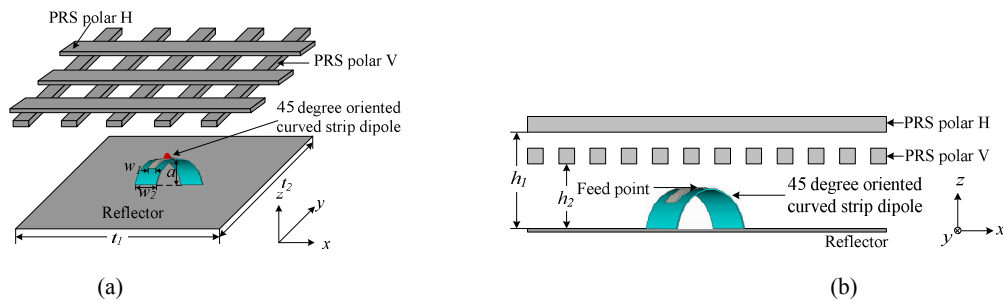 PRS polar H
PRS polar V
45 degree oriented
curved strip dipole
w1
d
w2
Reflector
t1
t2
z
y
x
(a)
PRS polar H
PRS polar V
h1
h2
Feed point
45 degree oriented
curved strip dipole
Reflector
z
y
x
(b)